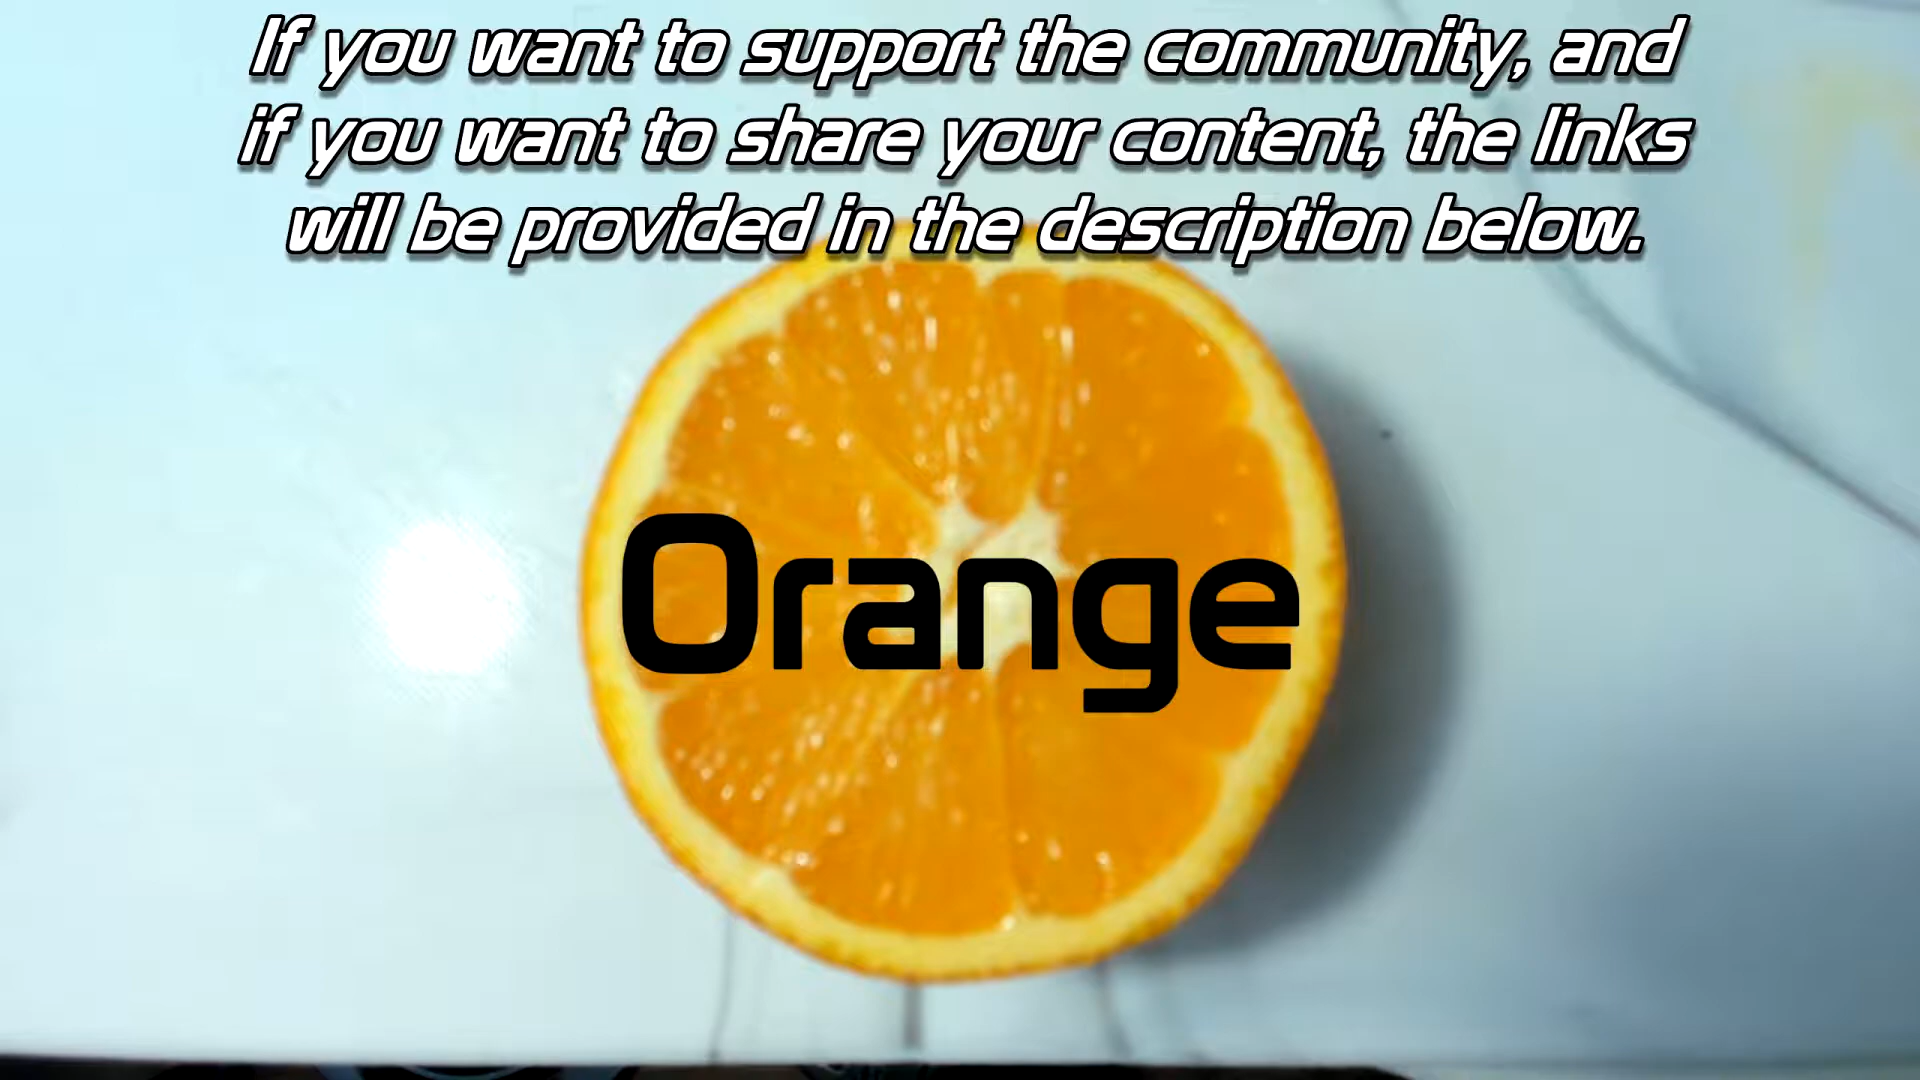 If you want to support the community, and
if you want to share your content, the links
will be provided in the description below.
Orange